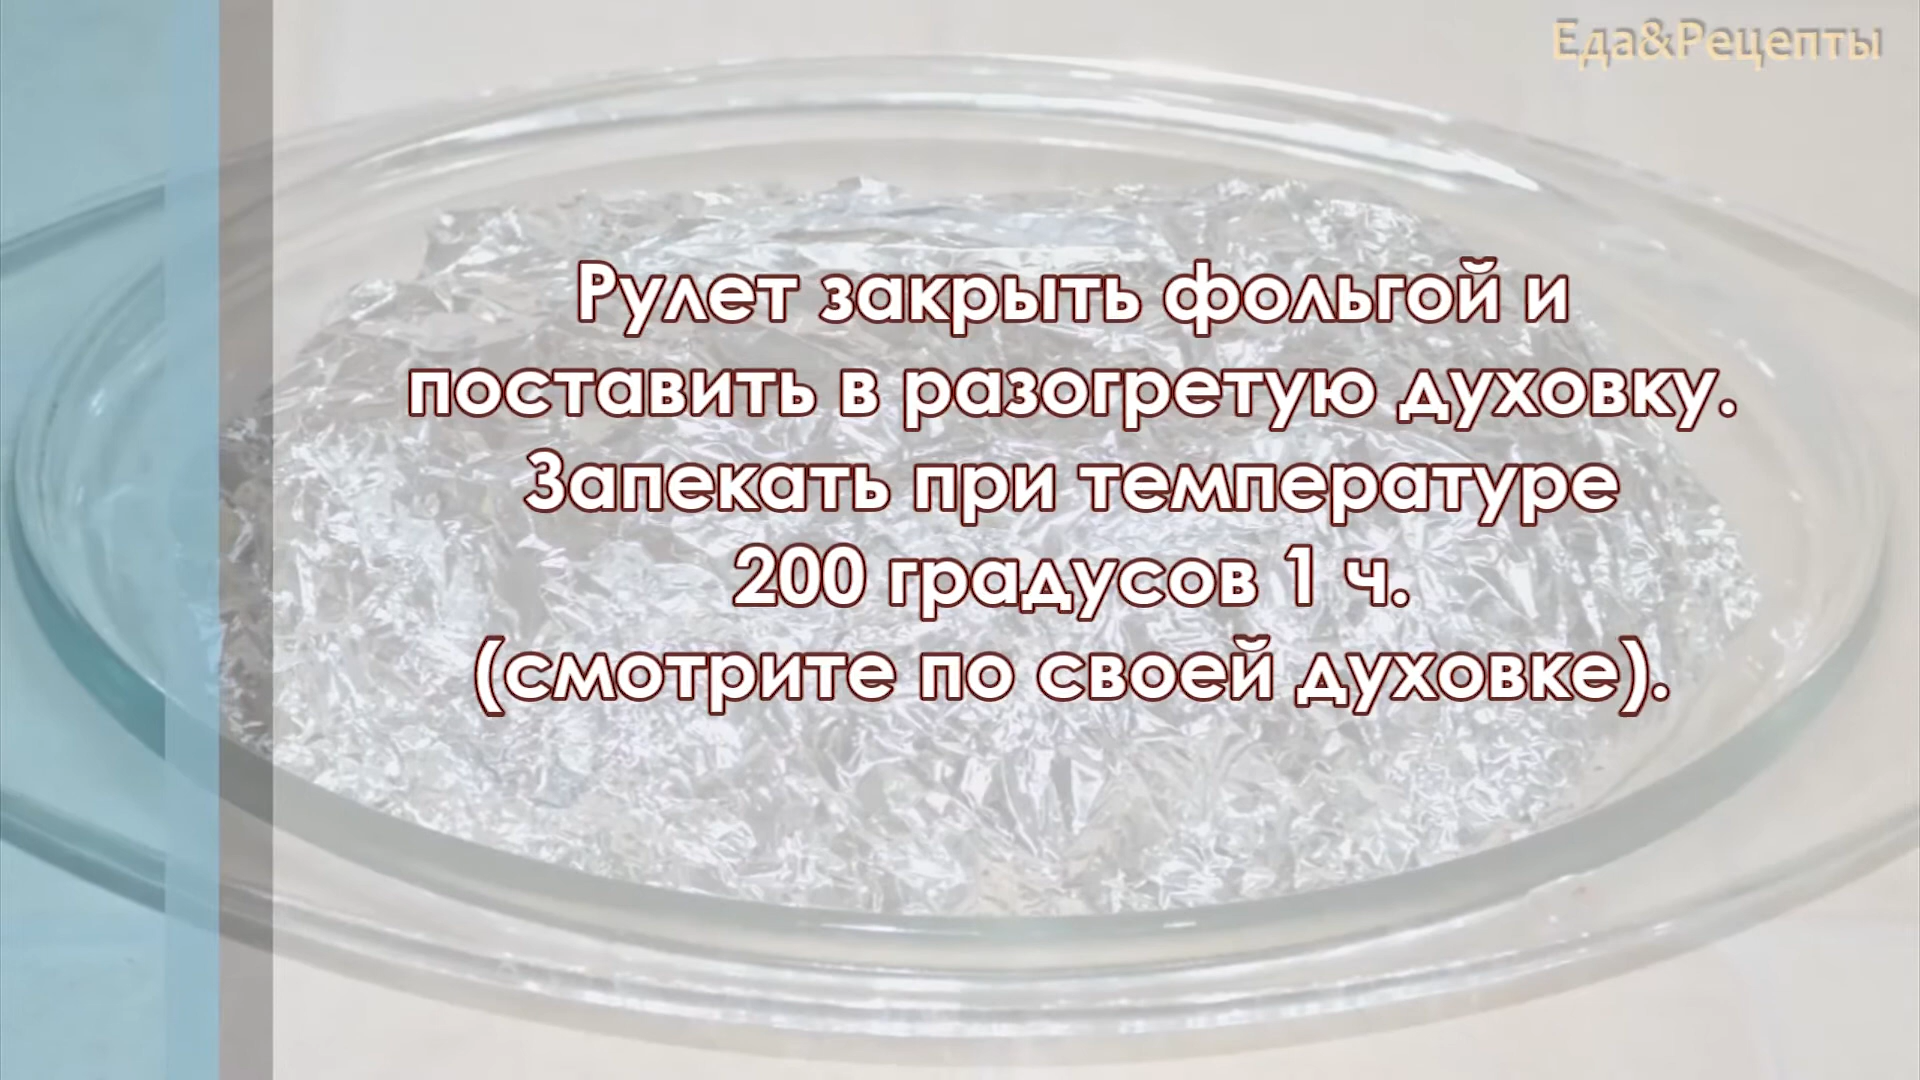 Еда&Рецепты
Рулет закрыть фольгой и
поставить в разогретую духовку.
Запекать при температуре
200 градусов 1 ч.
(смотрите по своей духовке).